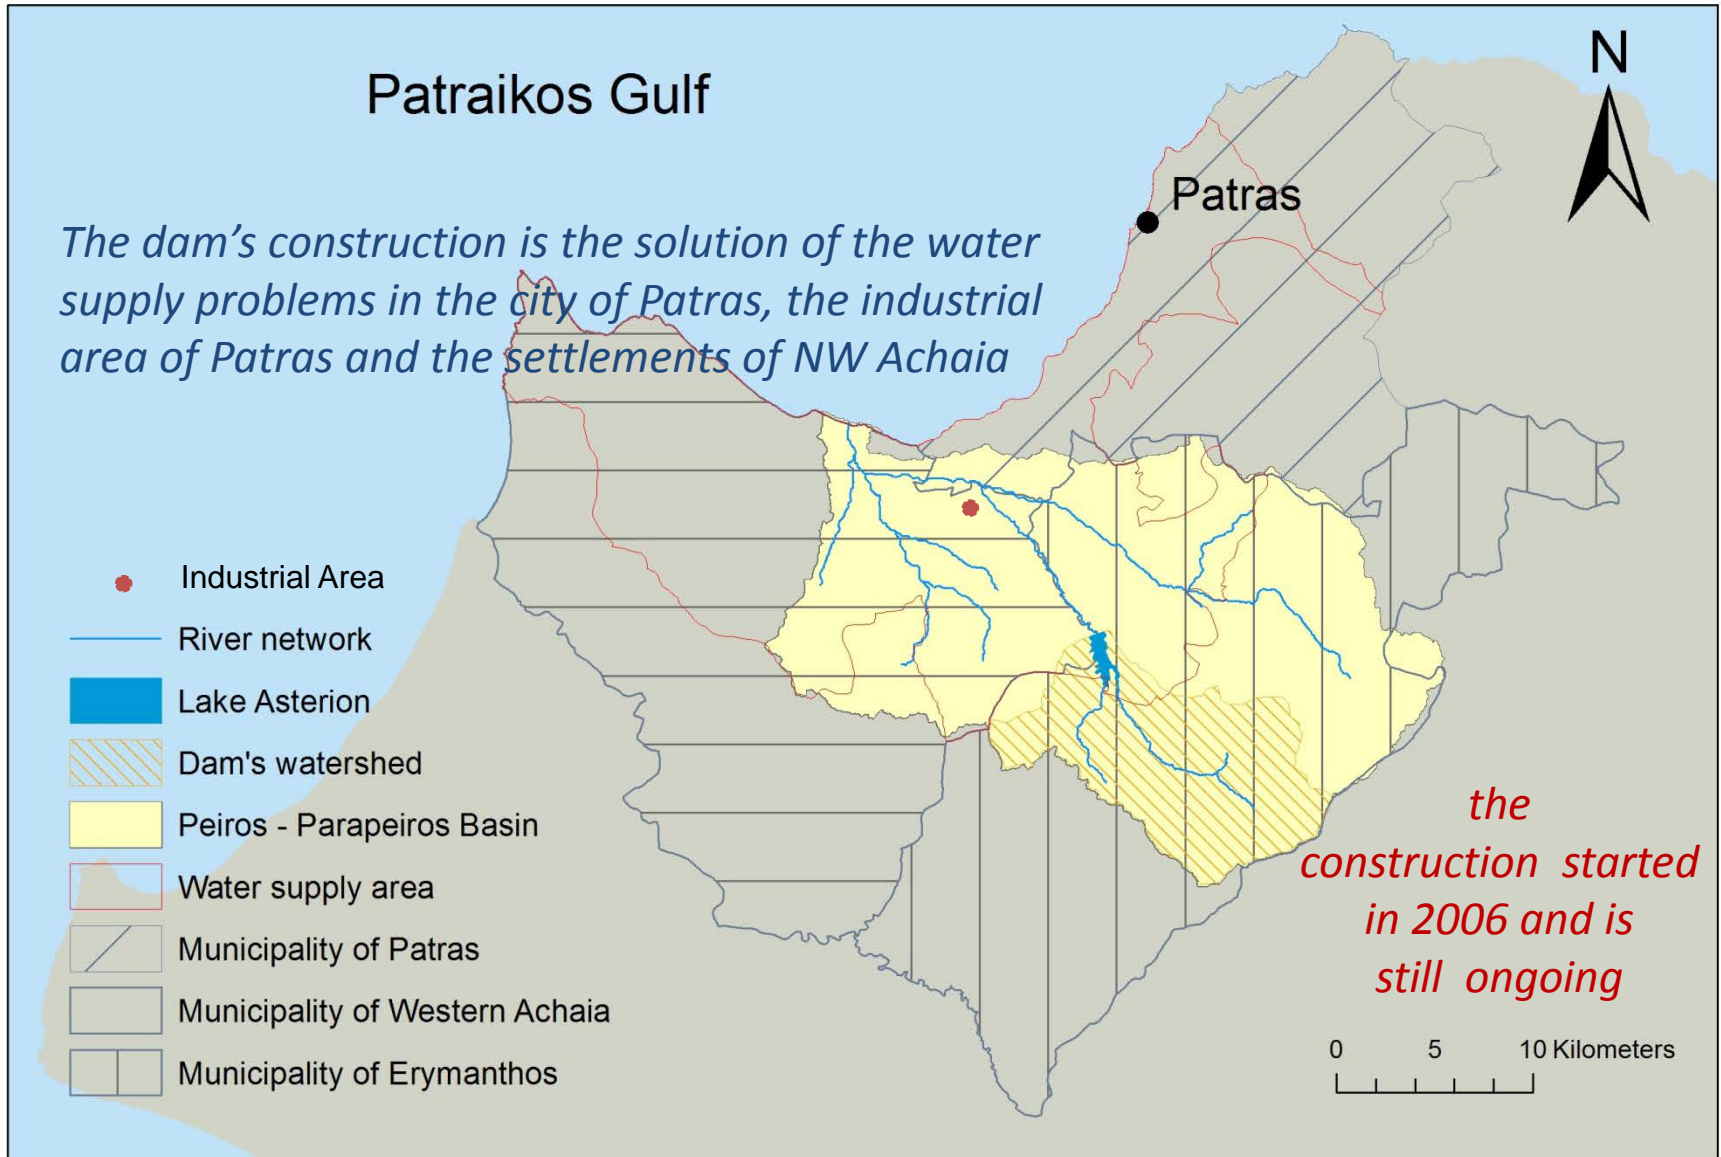 Patraikos Gulf
N
Patras
The dam’s construction is the solution of the water
supply problems in the city of Patras, the industrial
area of Patras and the settlements of NW Achaia
Industrial Area
River network
Lake Asterion
Dam's watershed
Peiros - Parapeiros Basin
Water supply area
Municipality of Patras
Municipality of Western Achaia
Municipality of Erymanthos
the
construction started
in 2006 and is
still ongoing
0 5 10 Kilometers